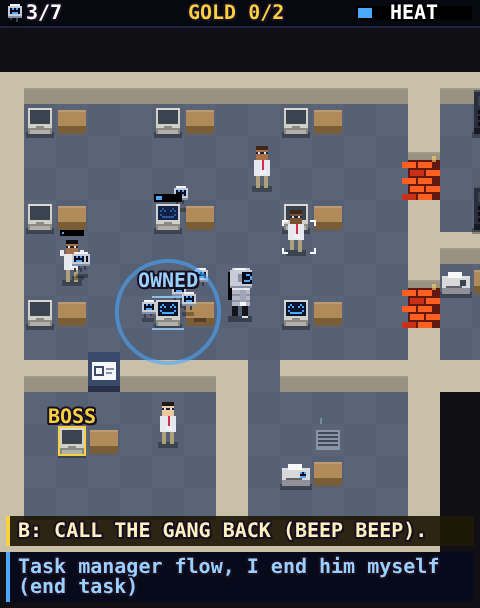 3/7 GOLD 0/2 HEAT
OWNED
BOSS
B: CALL THE GANG BACK (BEEP BEEP).
Task manager flow, I end him myself
(end task)